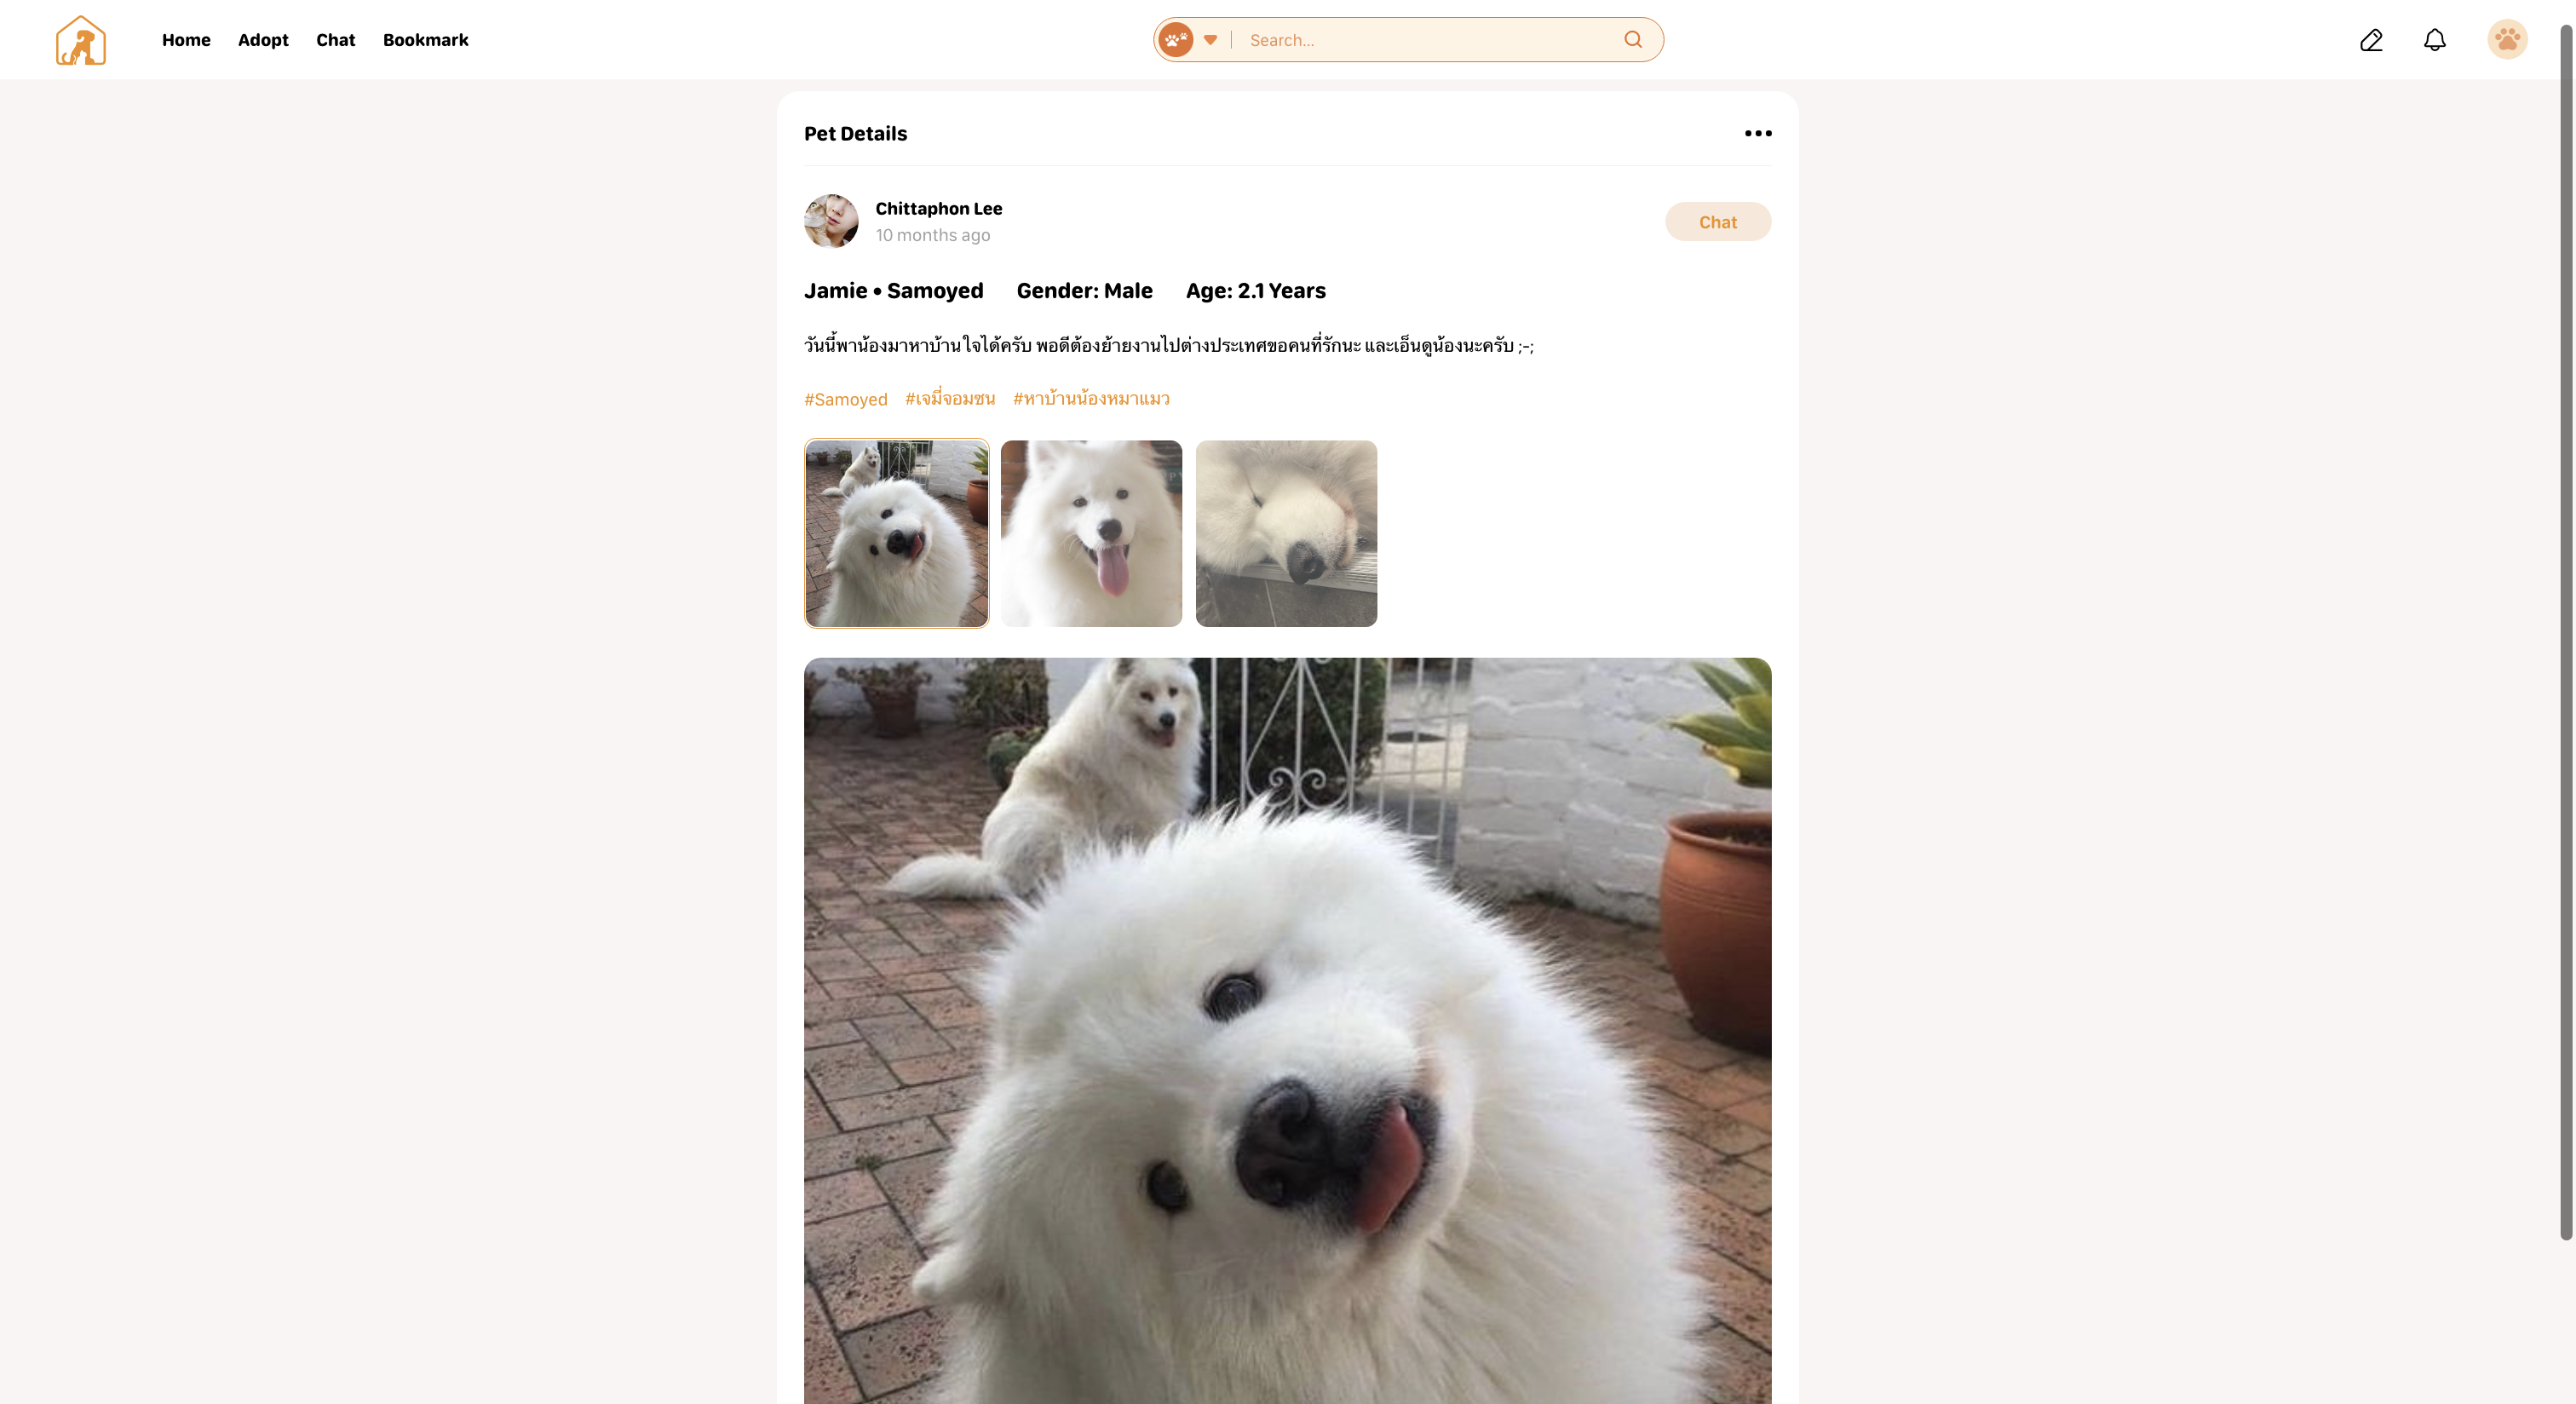 Home Adopt Chat Bookmark
Search...
Pet Details
Chittaphon Lee
10 months ago
Chat
Jamie • Samoyed Gender: Male Age: 2.1 Years
วันนี้พาน้องมาหาบ้าน ใจได้ครับ พอดีต้องย้ายงานไปต่างประเทศขอคนที่รักนะ และเอ็นดูน้องนะครับ ;-;
#Samoyed #เจมี่จอมซน #หาบ้านน้องหมาแมว